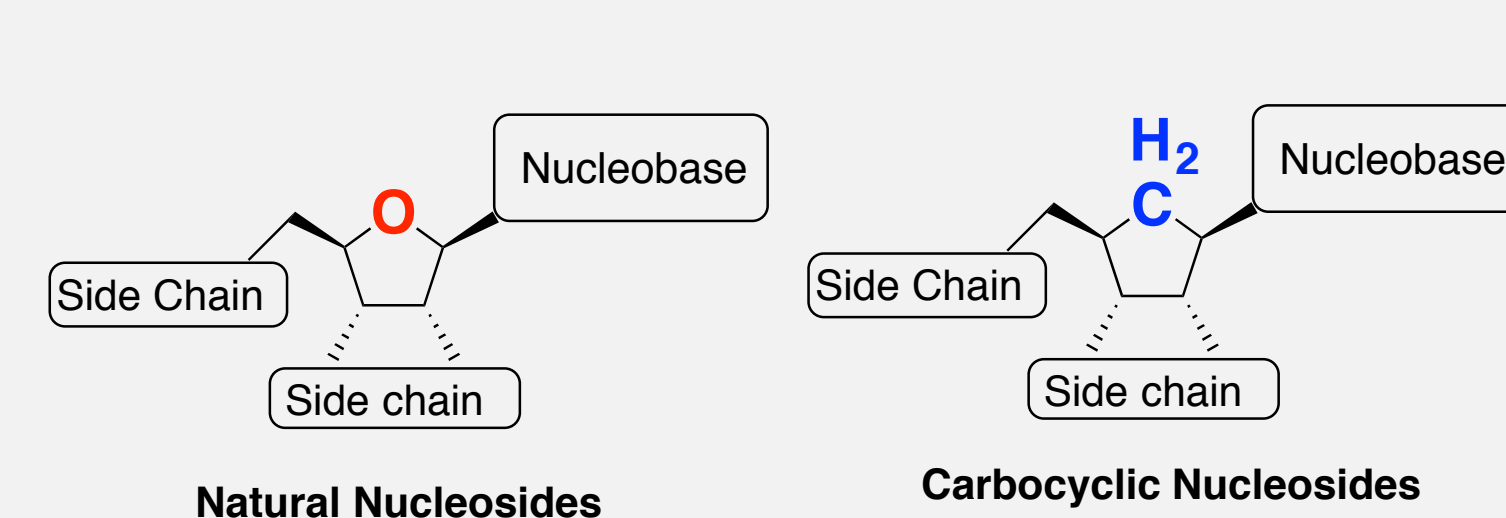 Nucleobase
O
Side Chain
Side chain
Natural Nucleosides
H2
C
Nucleobase
Side Chain
Side chain
Carbocyclic Nucleosides